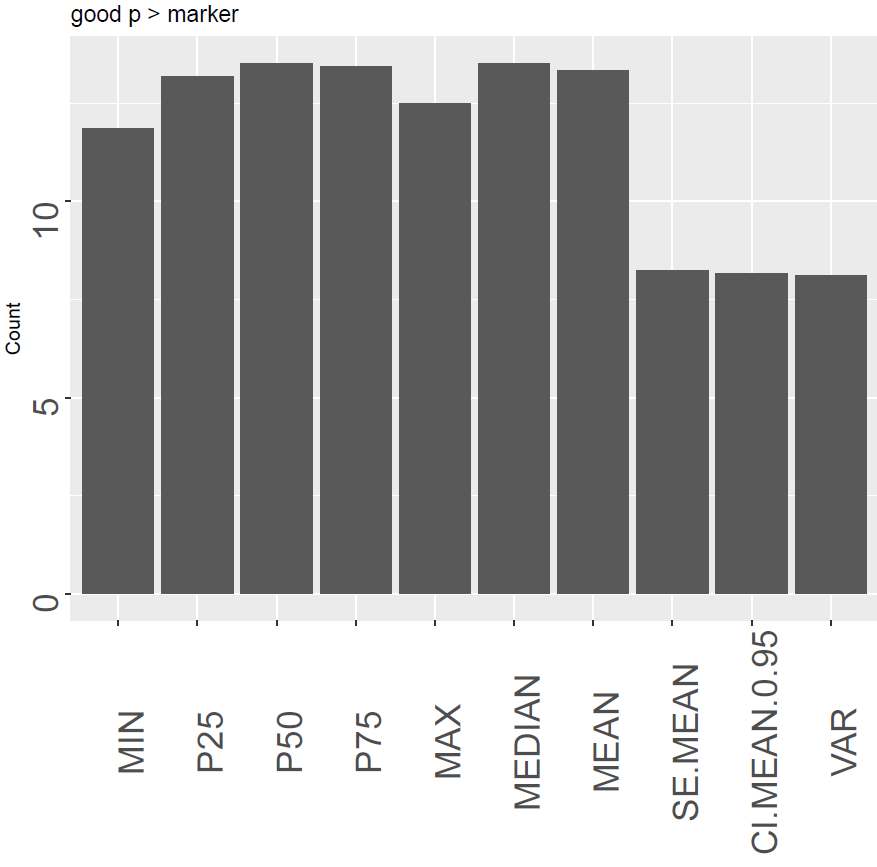 good p > marker
Count
10
5
0
MIN
P25
P50
P75
MAX
MEDIAN
MEAN
SE.MEAN
CI.MEAN.0.95
VAR